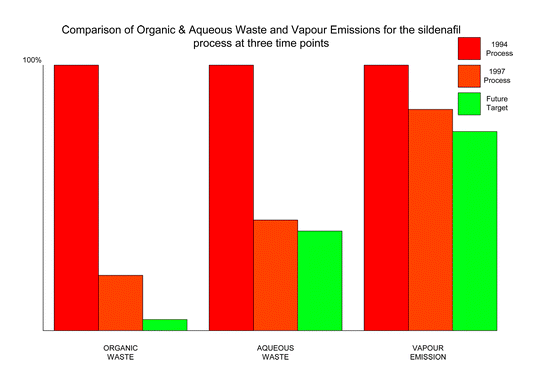 Comparison of Organic & Aqueous Waste and Vapour Emissions for the sildenafil
process at three time points
1994
Process
1997
Process
Future
Target
100%
ORGANIC
WASTE
AQUEOUS
WASTE
VAPOUR
EMISSION